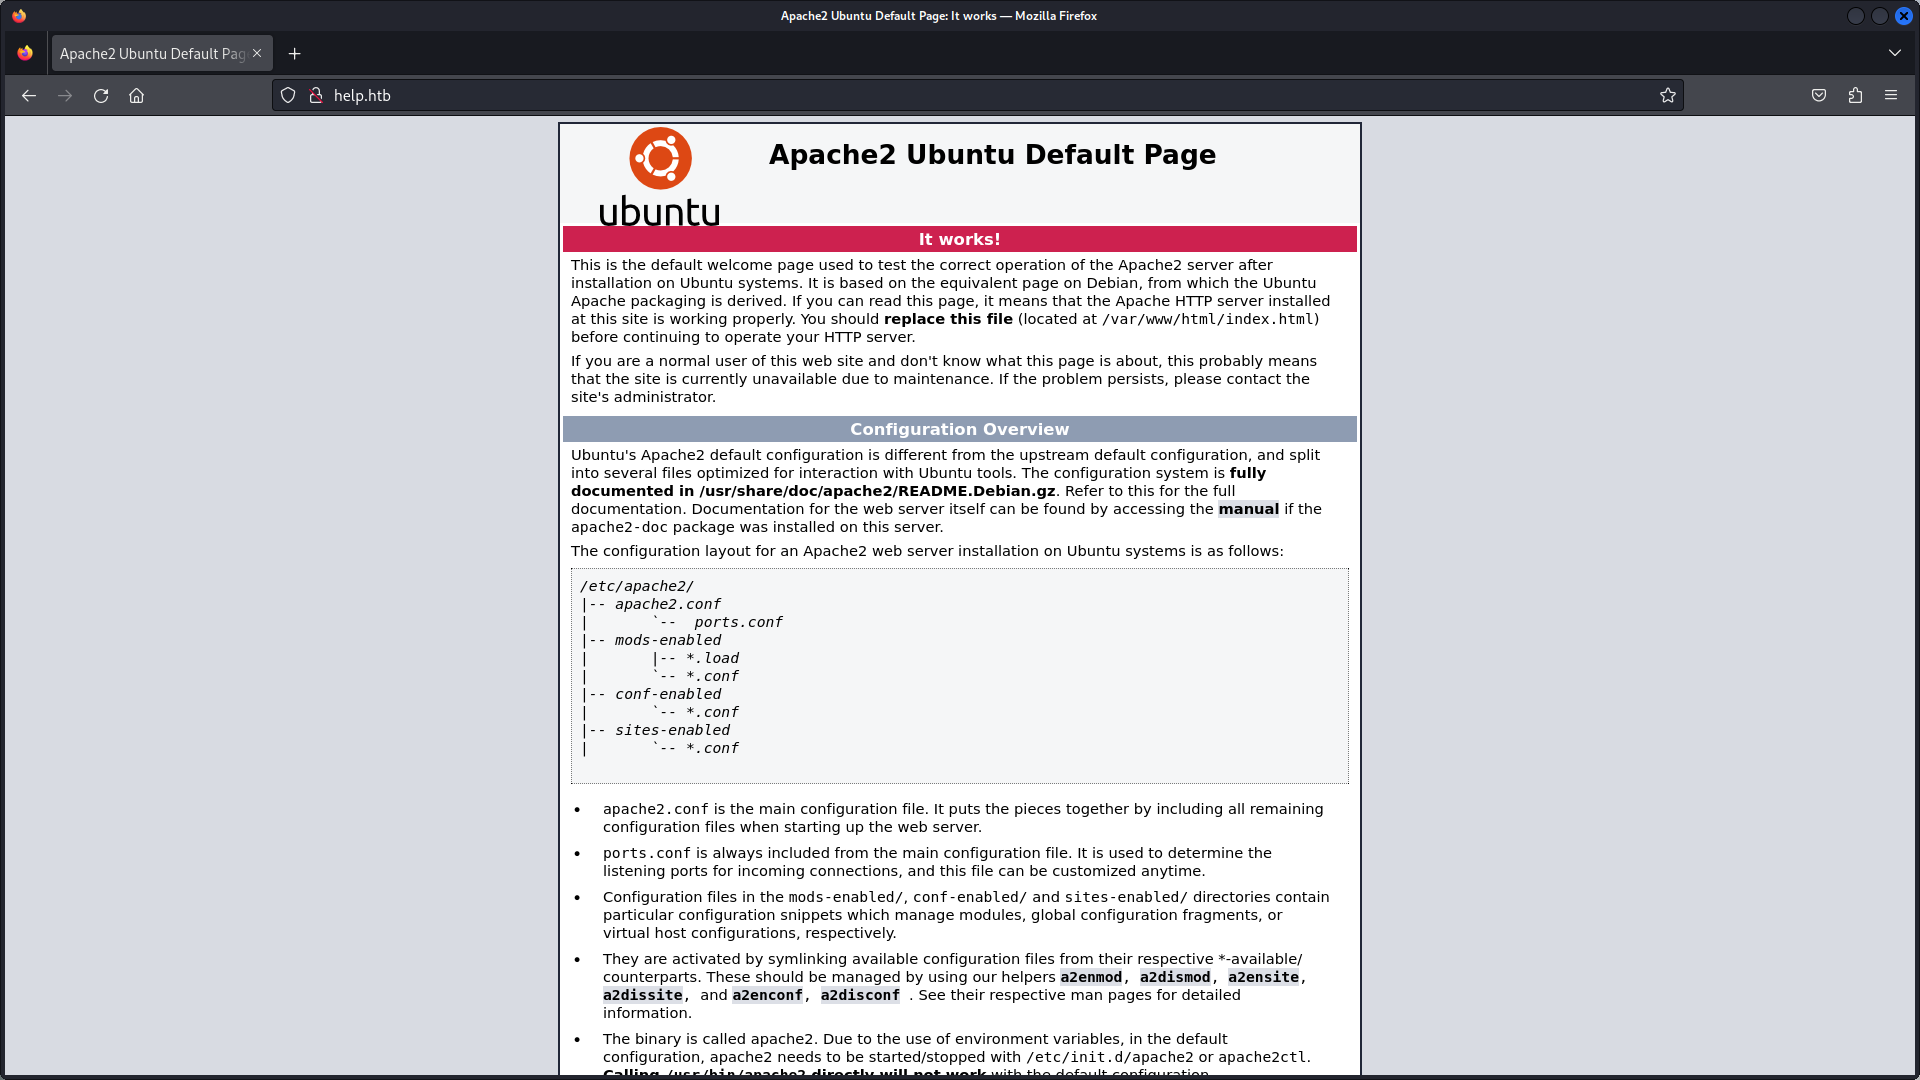 Apache2 Ubuntu Default Page: It works — Mozilla Firefox
Apache2 Ubuntu Default Pag
help.htb
ubuntu
Apache2 Ubuntu Default Page
It works!
This is the default welcome page used to test the correct operation of the Apache2 server after
installation on Ubuntu systems. It is based on the equivalent page on Debian, from which the Ubuntu
Apache packaging is derived. If you can read this page, it means that the Apache HTTP server installed
at this site is working properly. You should replace this file (located at /var/www/html/index.html)
before continuing to operate your HTTP server.
If you are a normal user of this web site and don't know what this page is about, this probably means
that the site is currently unavailable due to maintenance. If the problem persists, please contact the
site's administrator.
Configuration Overview
Ubuntu's Apache2 default configuration is different from the upstream default configuration, and split
into several files optimized for interaction with Ubuntu tools. The configuration system is fully
documented in /usr/share/doc/apache2/README.Debian.gz. Refer to this for the full
documentation. Documentation for the web server itself can be found by accessing the manual if the
apache2-doc package was installed on this server.
The configuration layout for an Apache2 web server installation on Ubuntu systems is as follows:
/etc/apache2/
|-- apache2.conf
|       `--  ports.conf
|-- mods-enabled
|       |-- *.load
|       `-- *.conf
|-- conf-enabled
|       `-- *.conf
|-- sites-enabled
|       `-- *.conf
• apache2.conf is the main configuration file. It puts the pieces together by including all remaining
configuration files when starting up the web server.
• ports.conf is always included from the main configuration file. It is used to determine the
listening ports for incoming connections, and this file can be customized anytime.
• Configuration files in the mods-enabled/, conf-enabled/ and sites-enabled/ directories contain
particular configuration snippets which manage modules, global configuration fragments, or
virtual host configurations, respectively.
• They are activated by symlinking available configuration files from their respective *-available/
counterparts. These should be managed by using our helpers a2enmod, a2dismod, a2ensite,
a2dissite, and a2enconf, a2disconf . See their respective man pages for detailed
information.
• The binary is called apache2. Due to the use of environment variables, in the default
configuration, apache2 needs to be started/stopped with /etc/init.d/apache2 or apache2ctl.
Calling /usr/bin/apache2 directly will not work with the default configuration.